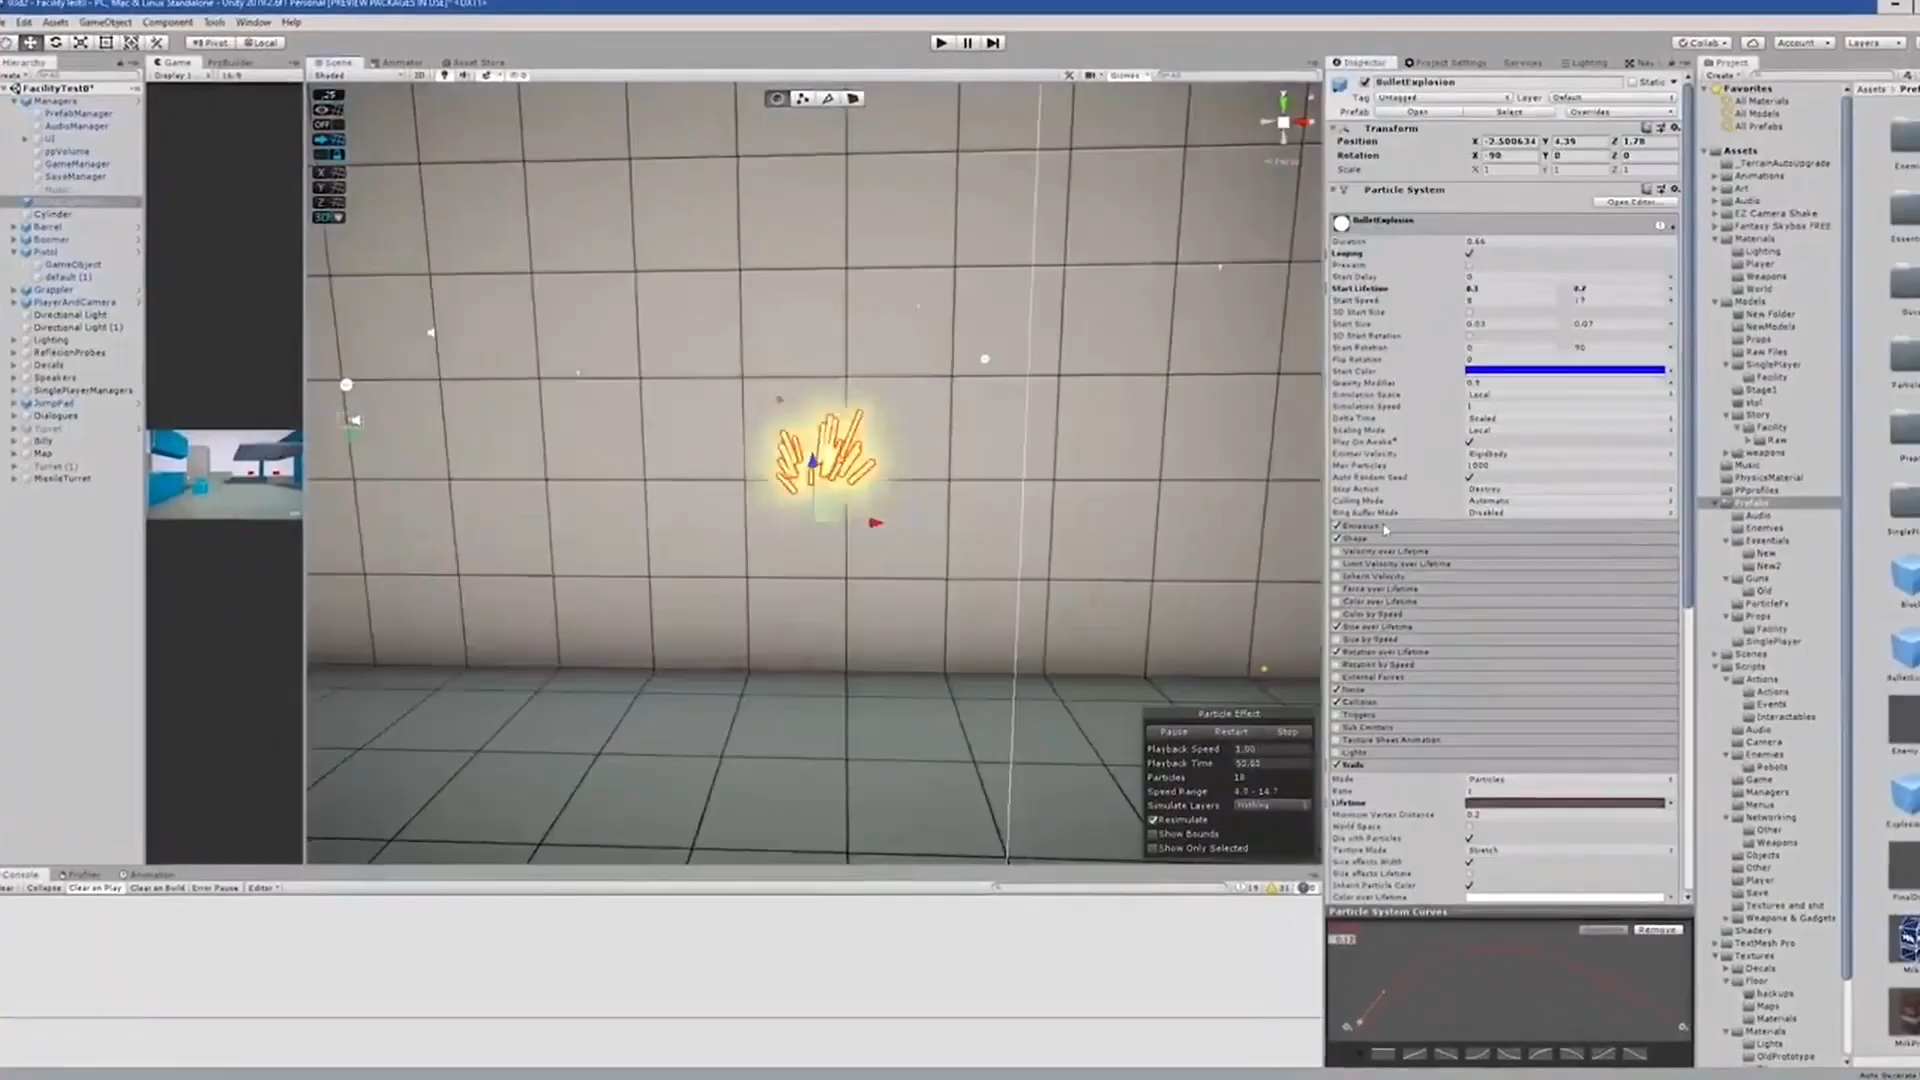 Edit Assets GameObject Component Tools Window Help
Pivot Local
Collab Account Layers
Hierarchy
FacilityTest0*
Managers
PrefabManager
AudioManager
UI
ppVolume
GameManager
SaveManager
Music
Cylinder
Barrel
Boomer
Pistol
GameObject
default (1)
Grappler
PlayerAndCamera
Directional Light
Directional Light (1)
Lighting
ReflecionProbes
Decals
Speakers
SinglePlayerManagers
JumpPad
Dialogues
Turret
Billy
Map
Turret (1)
MissileTurret
Game ProBuilder
Display 1 16:9
Scene Animator Asset Store
Shaded 2D Gizmos
.25
OFF
X
Y
Z
3D
Particle Effect
Pause Restart Stop
Playback Speed 1.00
Playback Time
Particles 18
Speed Range 4.9 - 14.7
Simulate Layers Nothing
Resimulate
Show Bounds
Show Only Selected
Inspector Project Settings Services Lighting
BulletExplosion Static
Tag Untagged Layer Default
Prefab Open Select Overrides
Transform
Position X -2.500634 Y 4.39 Z 1.78
Rotation X -90 Y 0 Z 0
Scale X 1 Y 1 Z 1
Particle System
Open Editor...
BulletExplosion
Duration 0.66
Looping
Prewarm
Start Delay 0
Start Lifetime 0.1 0.2
Start Speed
3D Start Size
Start Size 0.03 0.07
3D Start Rotation
Start Rotation 0 90
Flip Rotation 0
Start Color
Gravity Modifier 0.9
Simulation Space Local
Simulation Speed 1
Delta Time Scaled
Scaling Mode Local
Play On Awake*
Emitter Velocity Rigidbody
Max Particles 1000
Auto Random Seed
Stop Action Destroy
Culling Mode Automatic
Ring Buffer Mode Disabled
Emission
Shape
Velocity over Lifetime
Limit Velocity over Lifetime
Inherit Velocity
Force over Lifetime
Color over Lifetime
Color by Speed
Size over Lifetime
Size by Speed
Rotation over Lifetime
Rotation by Speed
External Forces
Noise
Collision
Triggers
Sub Emitters
Texture Sheet Animation
Lights
Trails
Mode Particles
Ratio 1
Lifetime
Minimum Vertex Distance 0.2
World Space
Die with Particles
Texture Mode Stretch
Size affects Width
Size affects Lifetime
Inherit Particle Color
Color over Lifetime
Particle System Curves
Remove
Project
Create
Favorites
All Materials
All Models
All Prefabs
Assets
_TerrainAutoUpgrade
Animations
Art
Audio
EZ Camera Shake
Fantasy Skybox FREE
Materials
Lighting
Player
Weapons
World
Models
New Folder
NewModels
Props
Raw Files
SinglePlayer
Facility
Stage1
Story
Facility
Raw
weapons
Music
PhysicsMaterial
PPprofiles
Prefabs
Audio
Enemies
Essentials
New
New2
Guns
Old
ParticleFx
Props
Facility
SinglePlayer
Scenes
Scripts
Actions
Actions
Events
Interactables
Audio
Camera
Enemies
Robots
Game
Managers
Menus
Networking
Other
Weapons
Objects
Other
Player
Save
Textures and shit
Weapons & Gadgets
Shaders
TextMesh Pro
Textures
Decals
Floor
backups
Maps
Materials
Materials
Lights
OldPrototype
Console Profiler Animation
Collapse Clear on Play Clear on Build Error Pause Editor